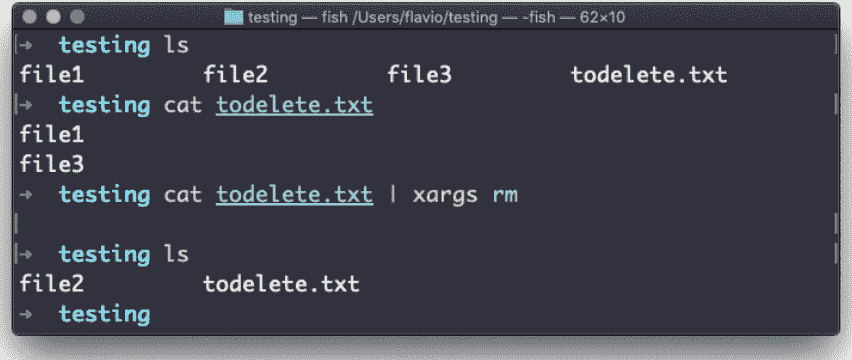 testing — fish /Users/flavio/testing — -fish — 62×10
[➜  testing ls                                               ]
file1           file2           file3           todelete.txt
[➜  testing cat todelete.txt                                 ]
file1
file3
➜  testing cat todelete.txt | xargs rm
[                                                            ]
[➜  testing ls                                               ]
file2           todelete.txt
➜  testing